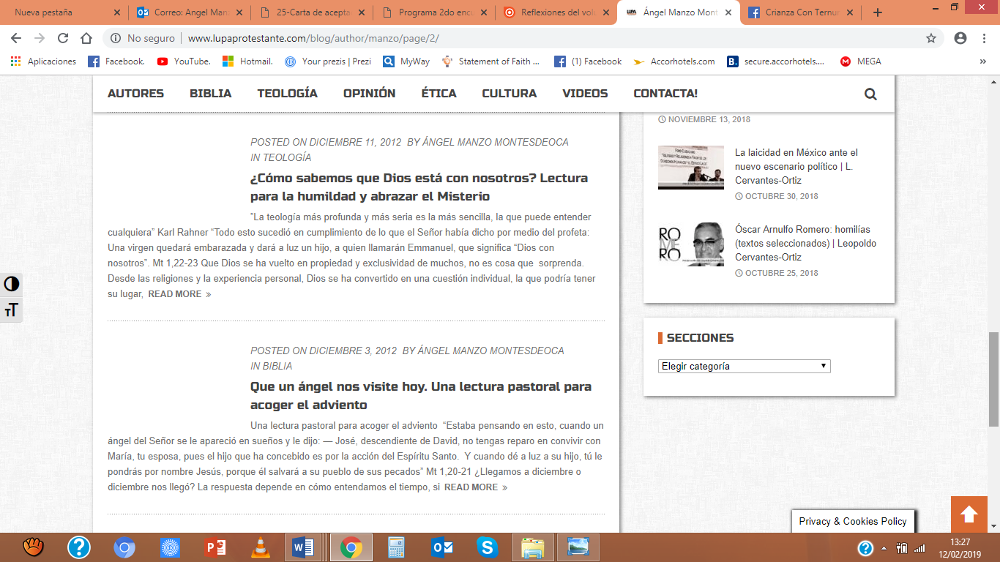 Nueva pestaña
Correo: Angel Manz
25-Carta de acepta
Programa 2do enc
Reflexiones del vol
Ángel Manzo Mont
Crianza Con Ternur
No seguro | www.lupaprotestante.com/blog/author/manzo/page/2/
Aplicaciones
Facebook.
YouTube.
Hotmail.
Your prezis | Prezi
MyWay
Statement of Faith ...
(1) Facebook
Accorhotels.com
secure.accorhotels....
MEGA
»
AUTORES
BIBLIA
TEOLOGÍA
OPINIÓN
ÉTICA
CULTURA
VIDEOS
CONTACTA!
POSTED ON DICIEMBRE 11, 2012 BY ÁNGEL MANZO MONTESDEOCA
IN TEOLOGÍA
¿Cómo sabemos que Dios está con nosotros? Lectura
para la humildad y abrazar el Misterio
"La teología más profunda y más seria es la más sencilla, la que puede entender
cualquiera” Karl Rahner “Todo esto sucedió en cumplimiento de lo que el Señor había dicho por medio del profeta:
Una virgen quedará embarazada y dará a luz un hijo, a quien llamarán Emmanuel, que significa “Dios con
nosotros”. Mt 1,22-23 Que Dios se ha vuelto en propiedad y exclusividad de muchos, no es cosa que sorprenda.
Desde las religiones y la experiencia personal, Dios se ha convertido en una cuestión individual, la que podría tener
su lugar, READ MORE »
POSTED ON DICIEMBRE 3, 2012 BY ÁNGEL MANZO MONTESDEOCA
IN BIBLIA
Que un ángel nos visite hoy. Una lectura pastoral para
acoger el adviento
Una lectura pastoral para acoger el adviento “Estaba pensando en esto, cuando un
ángel del Señor se le apareció en sueños y le dijo: — José, descendiente de David, no tengas reparo en convivir con
María, tu esposa, pues el hijo que ha concebido es por la acción del Espíritu Santo. Y cuando dé a luz a su hijo, tú le
pondrás por nombre Jesús, porque él salvará a su pueblo de sus pecados” Mt 1,20-21 ¿Llegamos a diciembre o
diciembre nos llegó? La respuesta depende en cómo entendamos el tiempo, si READ MORE »
NOVIEMBRE 13, 2018
La laicidad en México ante el
nuevo escenario político | L.
Cervantes-Ortiz
OCTUBRE 30, 2018
RO
ME
RO
Óscar Arnulfo Romero: homilías
(textos seleccionados) | Leopoldo
Cervantes-Ortiz
OCTUBRE 25, 2018
SECCIONES
Elegir categoría
Privacy & Cookies Policy
13:27
12/02/2019